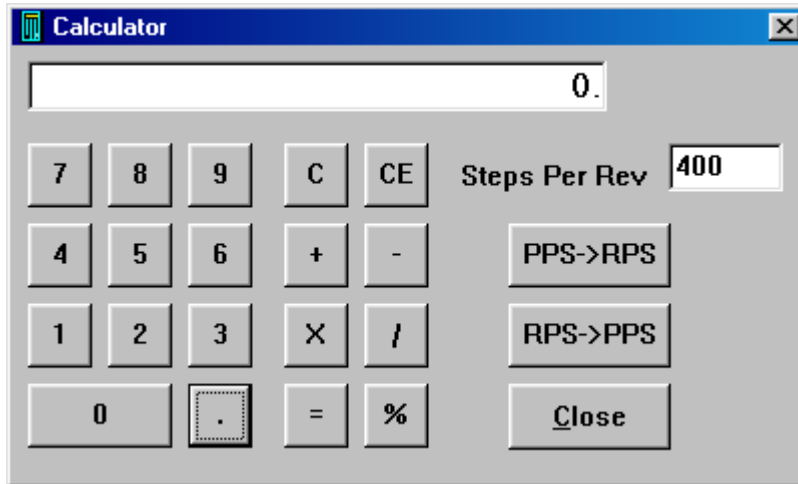 Calculator
0.
7 8 9 C CE Steps Per Rev 400
4 5 6 + - PPS->RPS
1 2 3 X / RPS->PPS
0 . = % Close